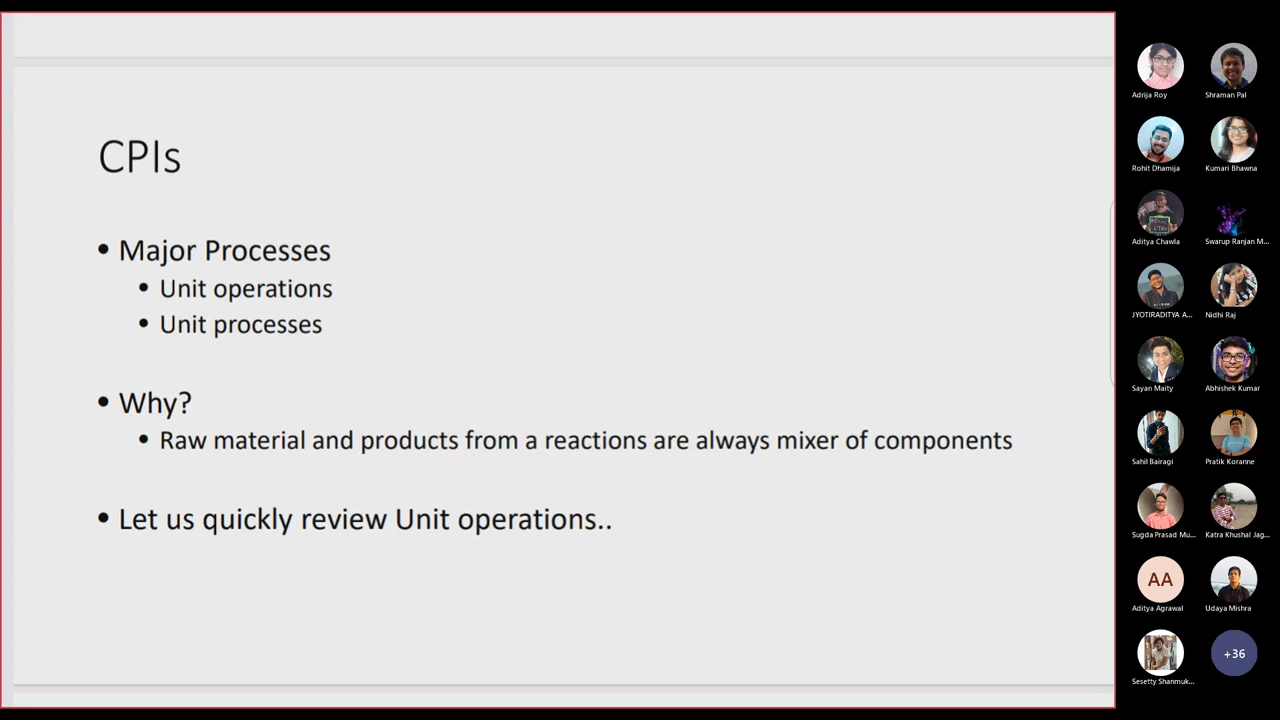 CPIs
• Major Processes
• Unit operations
• Unit processes
• Why?
• Raw material and products from a reactions are always mixer of components
• Let us quickly review Unit operations..
Adrija Roy
Shraman Pal
Rohit Dhamija
Kumari Bhawna
Aditya Chawla
Swarup Ranjan M...
JYOTIRADITYA A...
Nidhi Raj
Sayan Maity
Abhishek Kumar
Sahil Bairagi
Pratik Koranne
Sugda Prasad Mu...
Katra Khushal Jag...
AA
Aditya Agrawal
Udaya Mishra
Sesetty Shanmuk...
+36